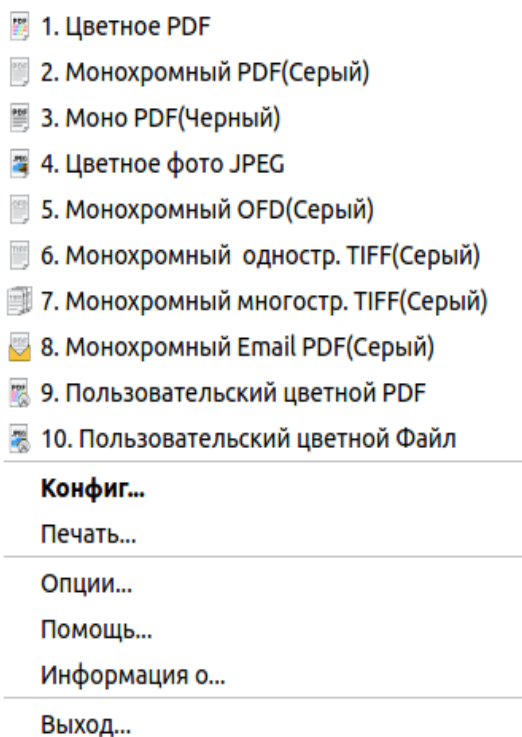 1. Цветное PDF
2. Монохромный PDF(Серый)
3. Моно PDF(Черный)
4. Цветное фото JPEG
5. Монохромный OFD(Серый)
6. Монохромный  одностр. TIFF(Серый)
7. Монохромный многостр. TIFF(Серый)
8. Монохромный Email PDF(Серый)
9. Пользовательский цветной PDF
10. Пользовательский цветной Файл
Конфиг...
Печать...
Опции...
Помощь...
Информация о...
Выход...